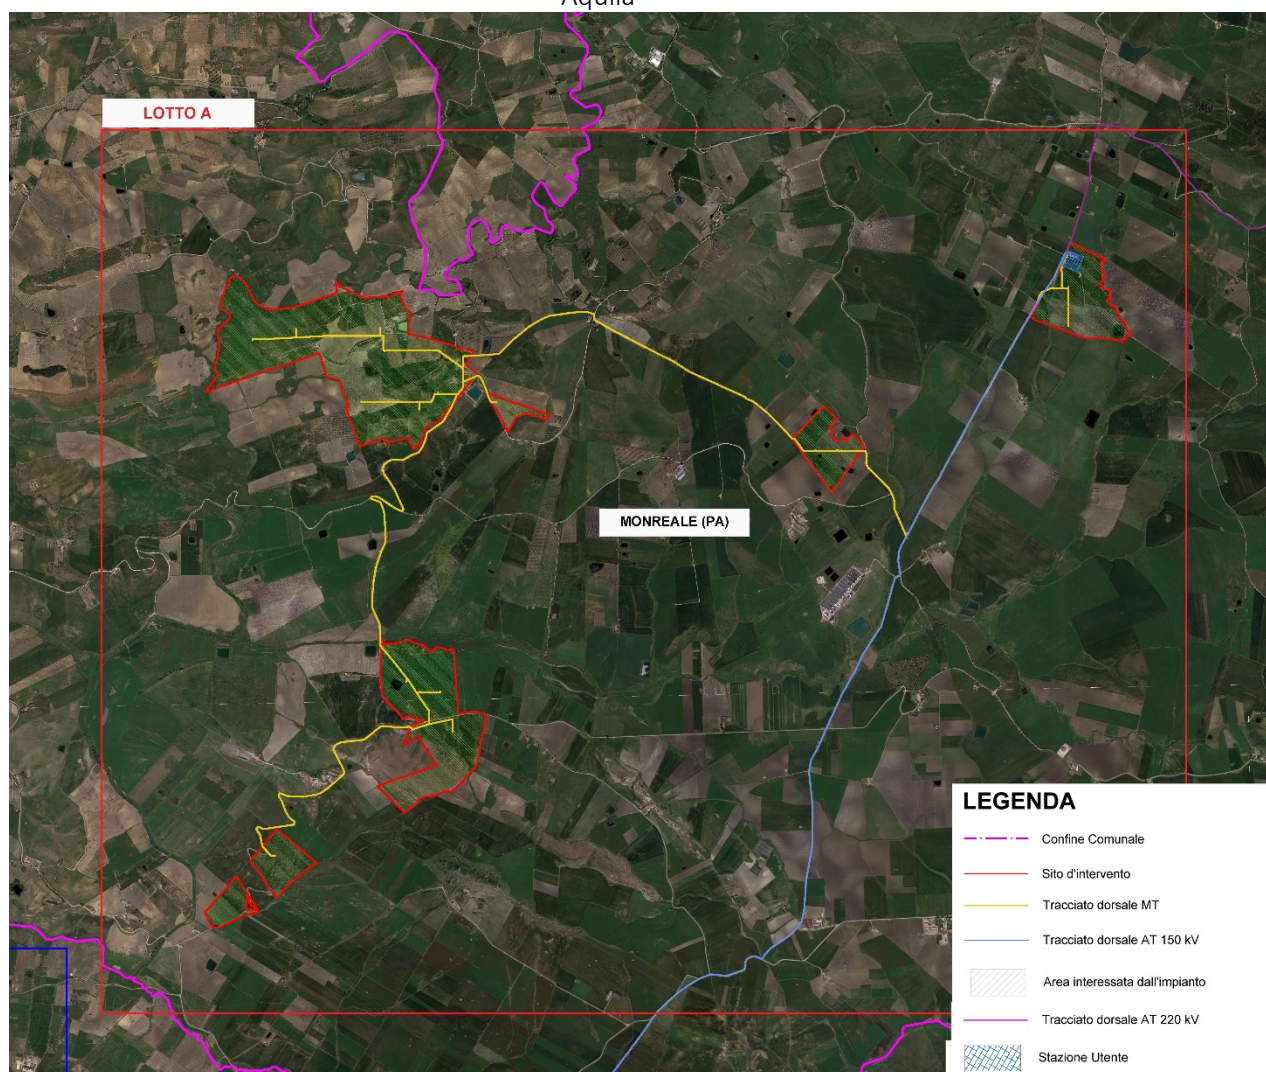 Aquila
LOTTO A
MONREALE (PA)
LEGENDA
Confine Comunale
Sito d'intervento
Tracciato dorsale MT
Tracciato dorsale AT 150 kV
Area interessata dall'impianto
Tracciato dorsale AT 220 kV
Stazione Utente